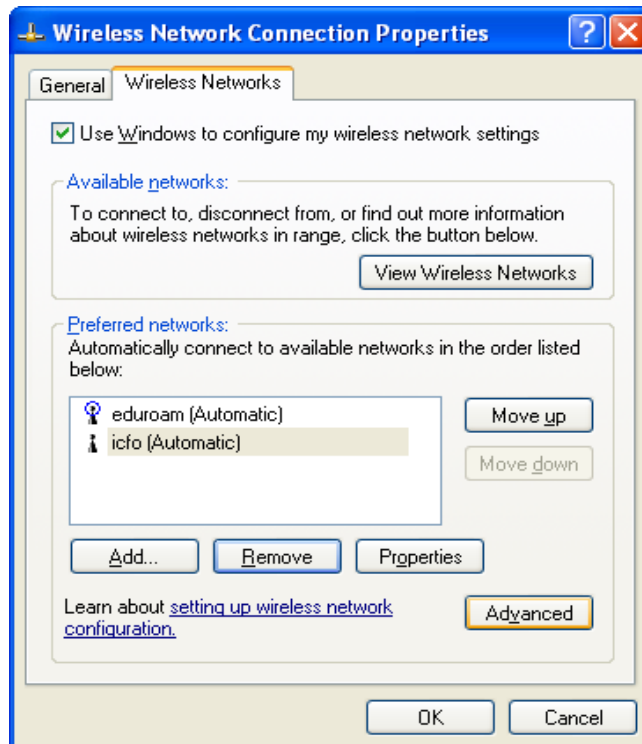 Wireless Network Connection Properties
General
Wireless Networks
Use Windows to configure my wireless network settings
Available networks:
To connect to, disconnect from, or find out more information
about wireless networks in range, click the button below.
View Wireless Networks
Preferred networks:
Automatically connect to available networks in the order listed
below:
eduroam (Automatic)
icfo (Automatic)
Move up
Move down
Add...
Remove
Properties
Learn about setting up wireless network
configuration.
Advanced
OK
Cancel